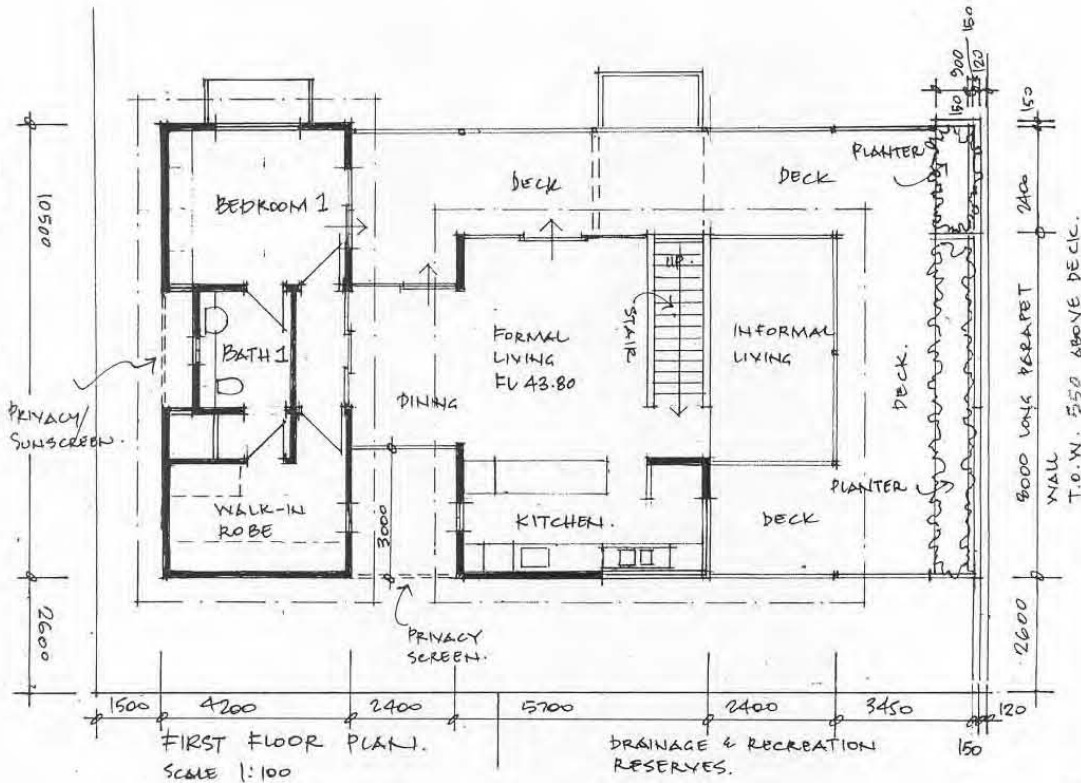 150
900
120
150
150
PLANTER
DECK
DECK
BEDROOM 1
10500
2400
UP.
STAIR
FORMAL
LIVING
FL 43.80
INFORMAL
LIVING
BATH 1
DINING
DECK.
8000 LONG PARAPET
WALL
T.O.W. 550 ABOVE DECK.
PRIVACY/
SUNSCREEN.
PLANTER
WALK-IN
ROBE
3000
KITCHEN.
DECK
2600
PRIVACY
SCREEN.
2600
1500
4200
2400
5700
2400
3450
120
150
FIRST FLOOR PLAN.
SCALE 1:100
DRAINAGE & RECREATION
RESERVES.